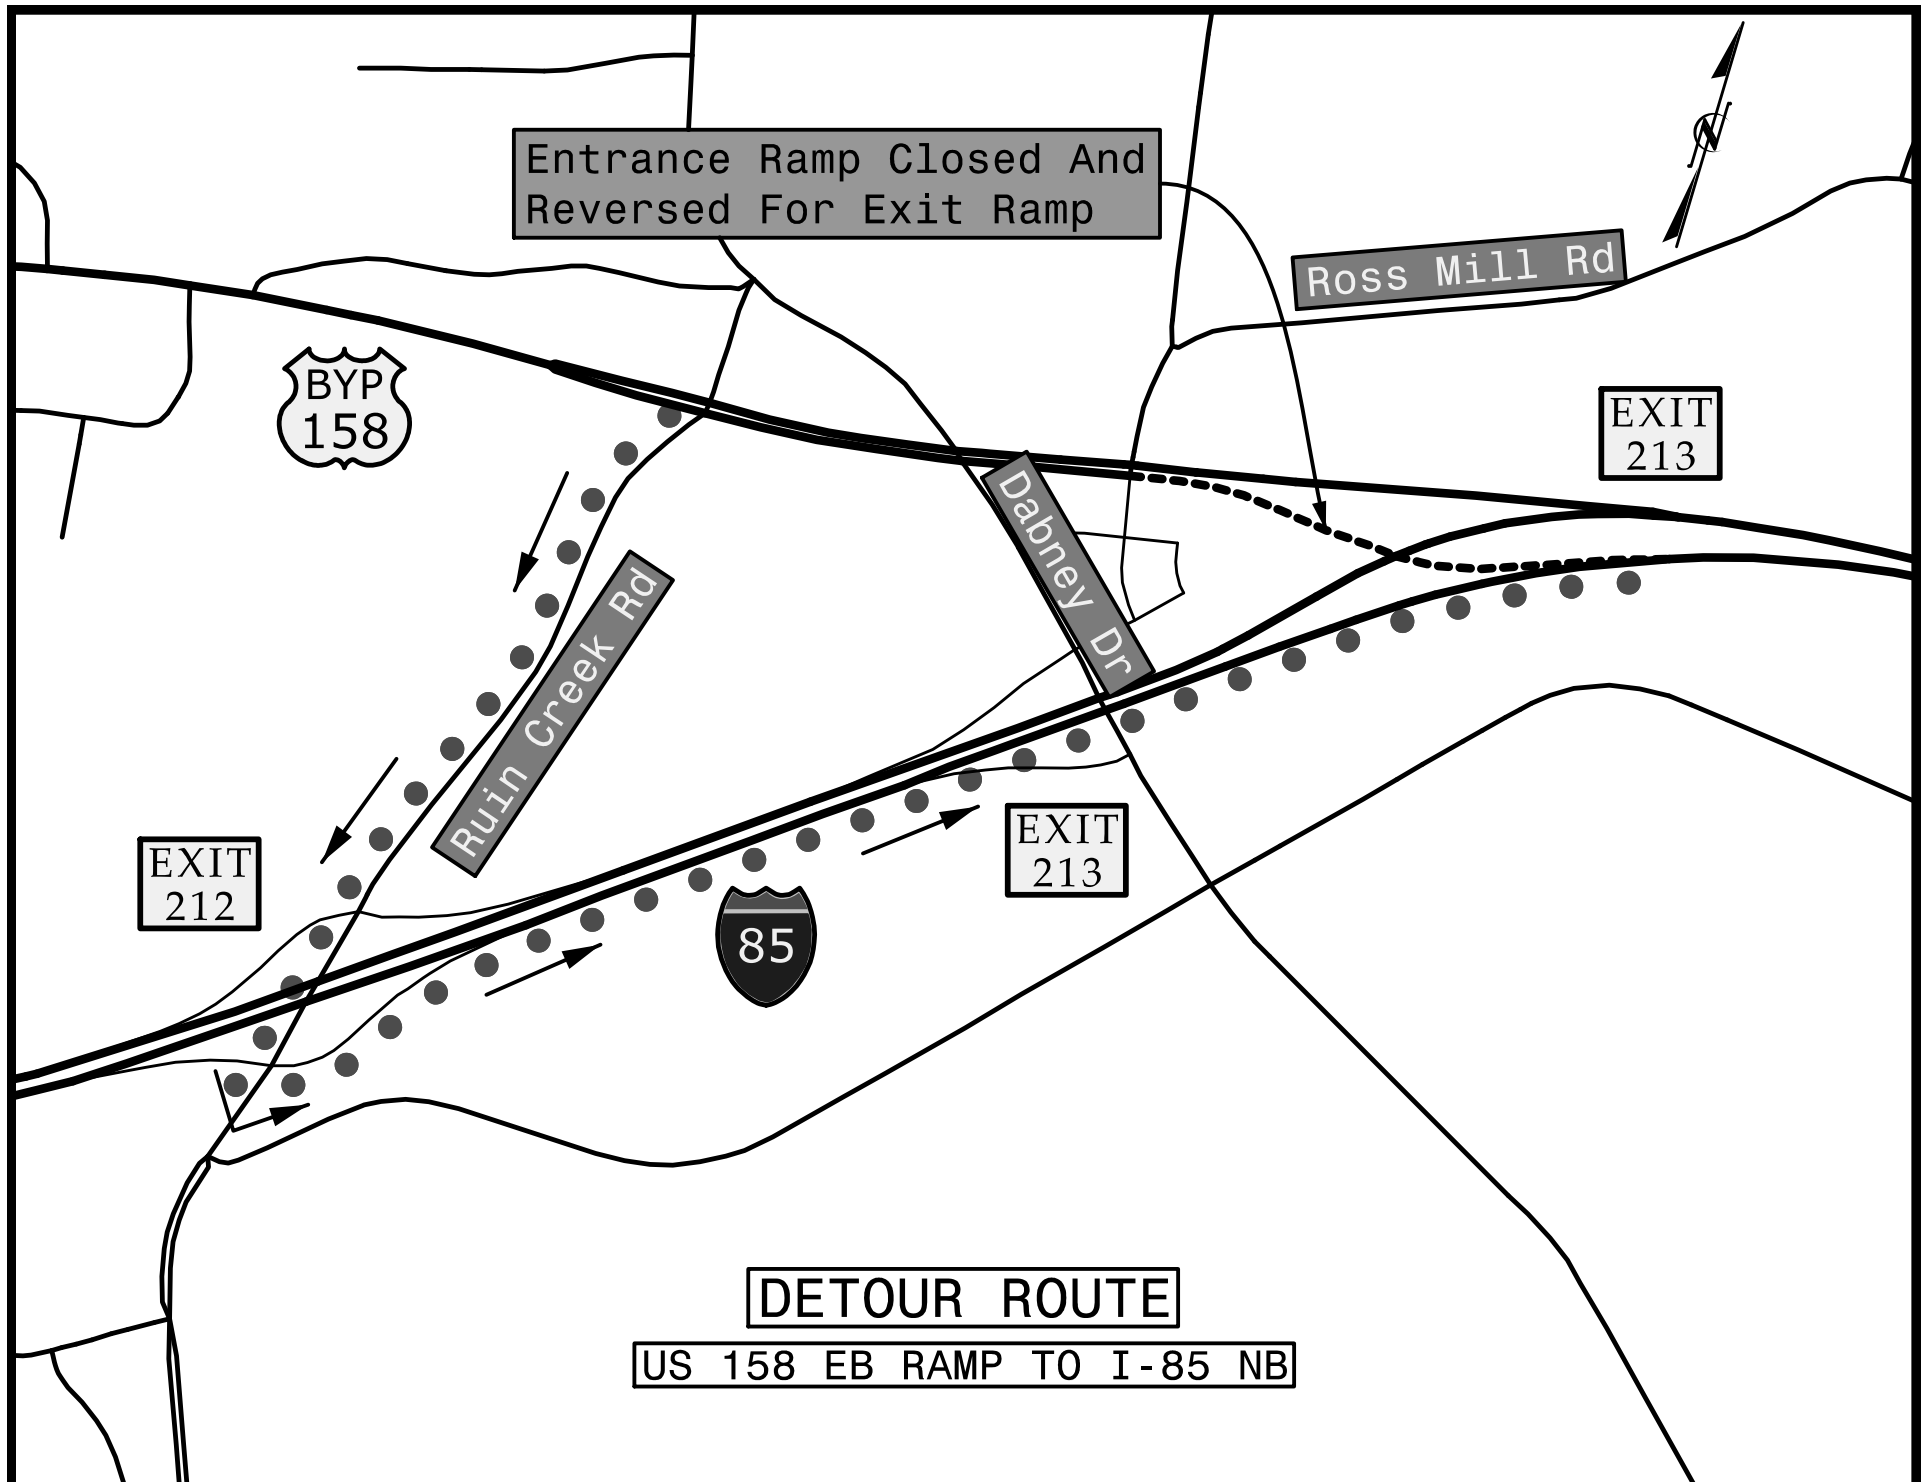 Entrance Ramp Closed And
Reversed For Exit Ramp
N
Ross Mill Rd
BYP
158
EXIT
213
Dabney Dr
Ruin Creek Rd
EXIT
213
EXIT
212
85
DETOUR ROUTE
US 158 EB RAMP TO I-85 NB